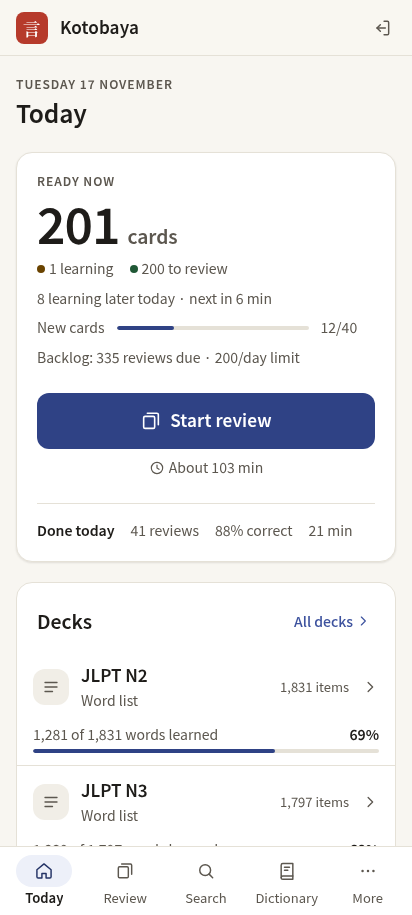 言 Kotobaya
TUESDAY 17 NOVEMBER
Today
READY NOW
201 cards
1 learning 200 to review
8 learning later today · next in 6 min
New cards 12/40
Backlog: 335 reviews due · 200/day limit
Start review
About 103 min
Done today 41 reviews 88% correct 21 min
Decks All decks
JLPT N2
Word list
1,831 items
1,281 of 1,831 words learned 69%
JLPT N3
Word list
1,797 items
Today Review Search Dictionary More